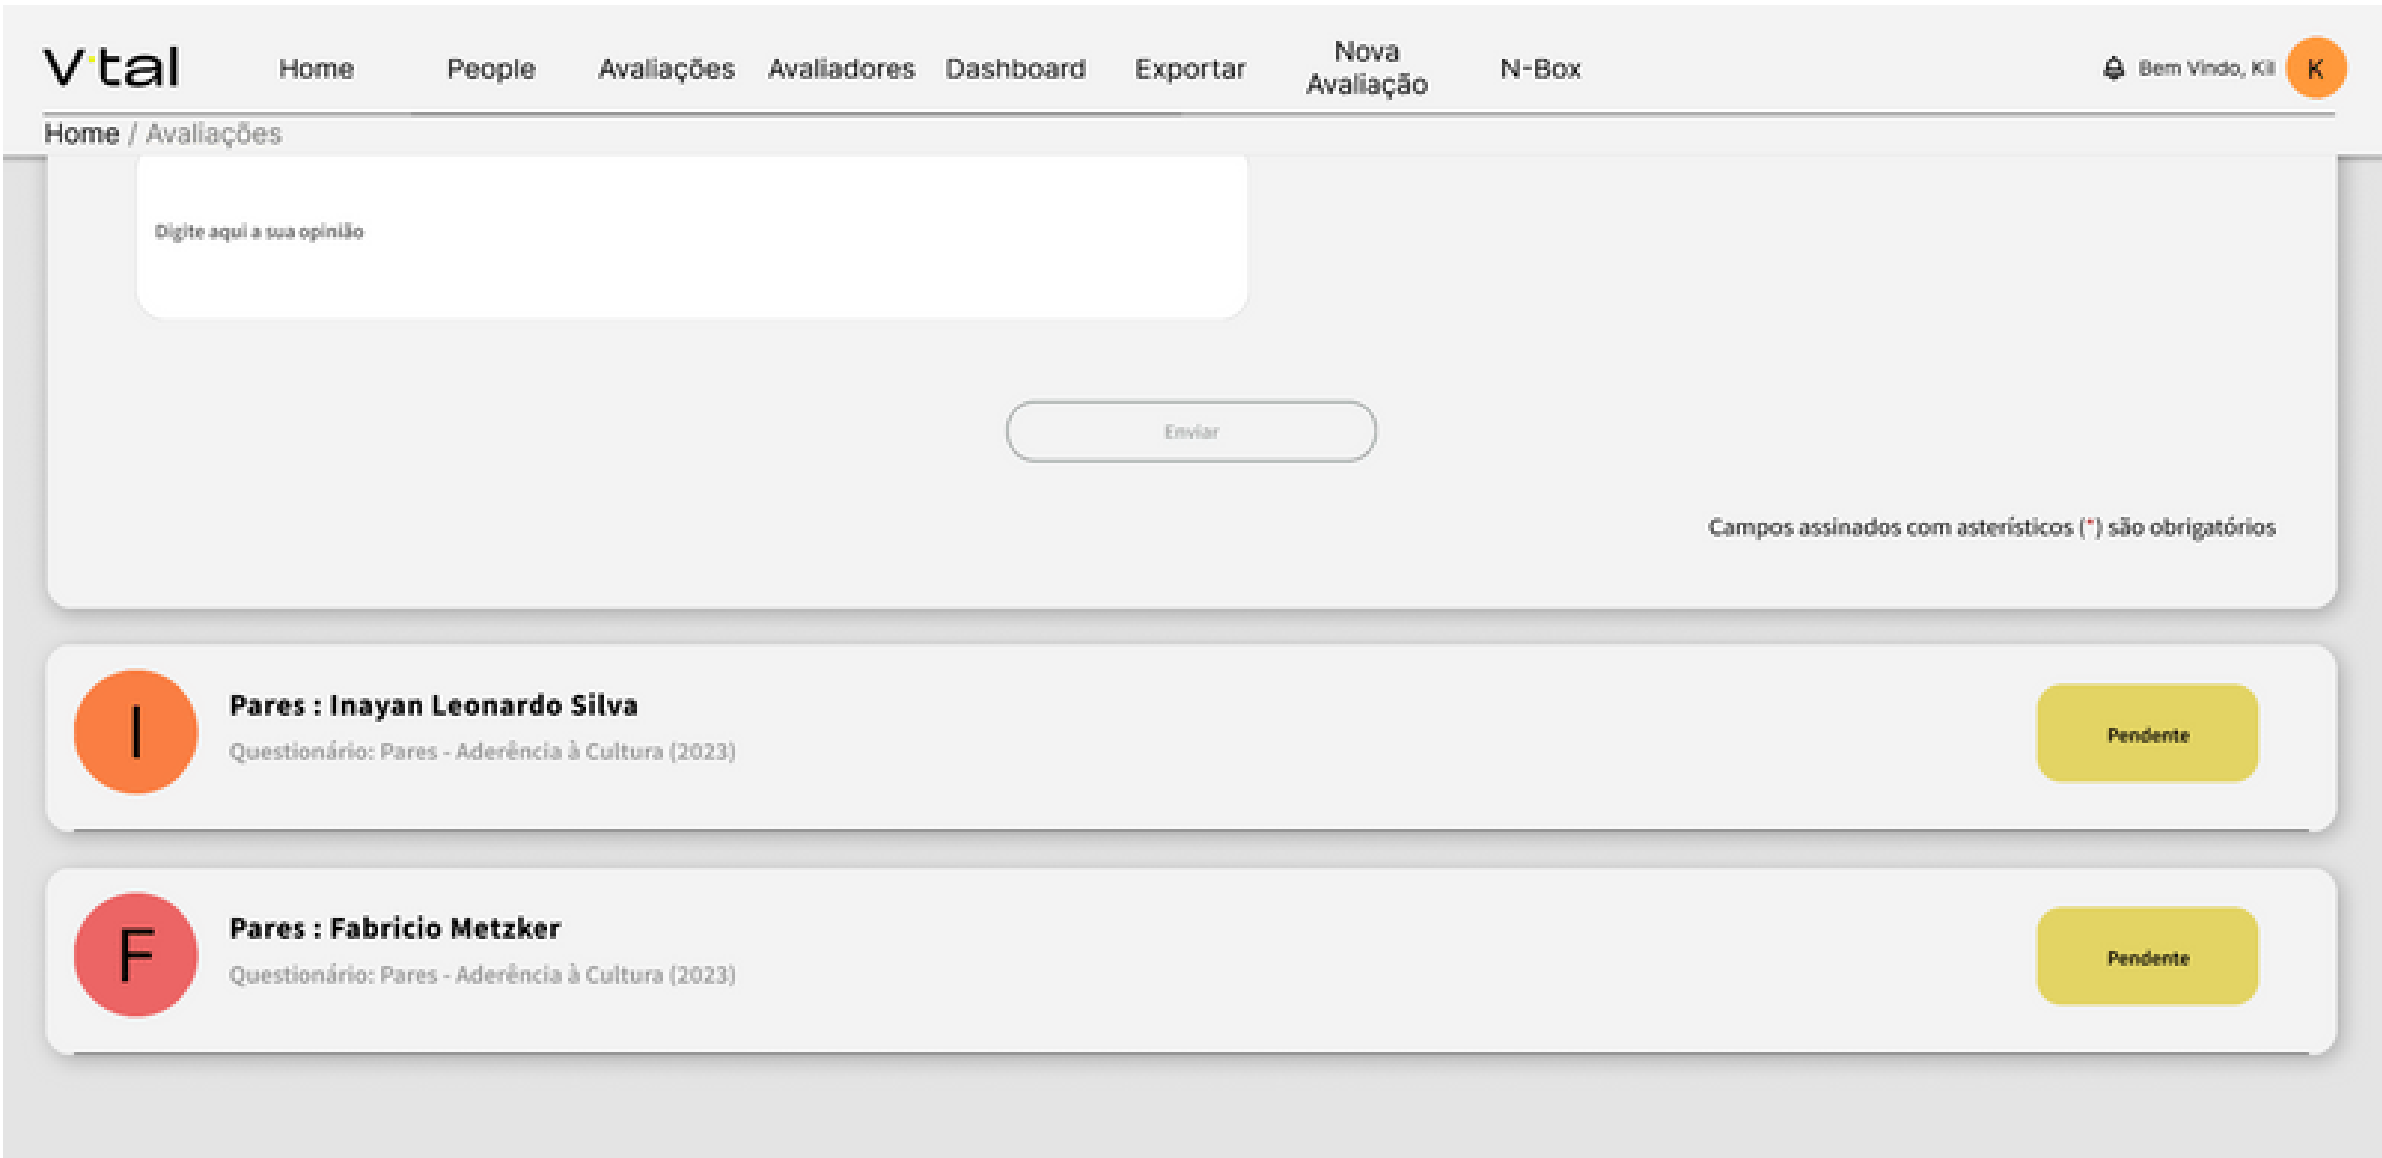 V·tal
Home People Avaliações Avaliadores Dashboard Exportar Nova Avaliação N-Box
Bem Vindo, Kil K
Home / Avaliações
Digite aqui a sua opinião
Enviar
Campos assinados com asterísticos (*) são obrigatórios
I
Pares : Inayan Leonardo Silva
Questionário: Pares - Aderência à Cultura (2023)
Pendente
F
Pares : Fabricio Metzker
Questionário: Pares - Aderência à Cultura (2023)
Pendente